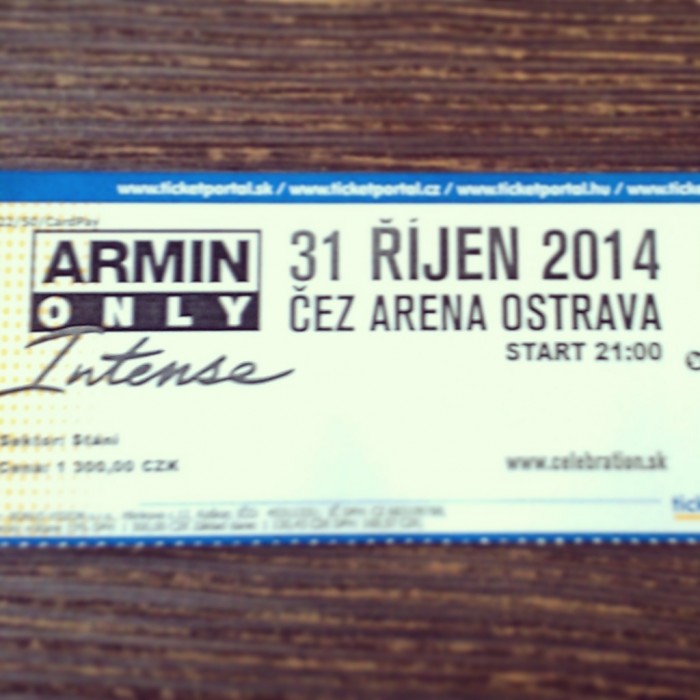 www.ticketportal.sk / www.ticketportal.cz / www.ticketportal.hu / www.tick
ARMIN
ONLY
Intense
31 ŘÍJEN 2014
ČEZ ARENA OSTRAVA
START 21:00
Sektor: Stání
Cena: 1 300,00 CZK
www.celebration.sk